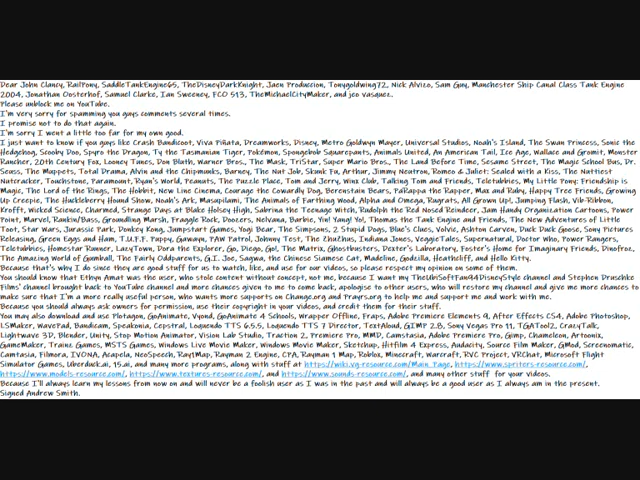 Dear John Clancy, RailPony, SaddleTankEngine65, TheDisneyDarkKnight, Jaen Produccion, Tonygoldwing72, Nick Alvizo, Sam Guy, Manchester Ship Canal Class Tank Engine
2004, Jonathan Oosterhof, Samuel Clarke, Ian Sweeney, FCO 513, TheMichaelCityMaker, and jeo vasquez.
Please unblock me on YouTube.
I'm very sorry for spamming you guys comments several times.
I promise not to do that again.
I'm sorry I went a little too far for my own good.
I just want to know if you guys like Crash Bandicoot, Viva Piñata, Dreamworks, Disney, Metro Goldwyn Mayer, Universal Studios, Noah's Island, The Swan Princess, Sonic the
Hedgehog, Scooby Doo, Spyro the Dragon, Ty the Tasmanian Tiger, Pokémon, Spongebob Squarepants, Animals United, An American Tail, Ice Age, Wallace and Gromit, Monster
Rancher, 20th Century Fox, Looney Tunes, Don Bluth, Warner Bros., The Mask, TriStar, Super Mario Bros., The Land Before Time, Sesame Street, The Magic School Bus, Dr.
Seuss, The Muppets, Total Drama, Alvin and the Chipmunks, Barney, The Nut Job, Skunk Fu, Arthur, Jimmy Neutron, Romeo & Juliet: Sealed with a Kiss, The Nuttiest
Nutcracker, Touchstone, Paramount, Ryan's World, Peanuts, The Puzzle Place, Tom and Jerry, Winx Club, Talking Tom and Friends, Teletubbies, My Little Pony: Friendship is
Magic, The Lord of the Rings, The Hobbit, New Line Cinema, Courage the Cowardly Dog, Berenstein Bears, PaRappa the Rapper, Max and Ruby, Happy Tree Friends, Growing
Up Creepie, The Huckleberry Hound Show, Noah's Ark, Masupilami, The Animals of Farthing Wood, Alpha and Omega, Rugrats, All Grown Up!, Jumping Flash, Vib-Ribbon,
Krofft, Wicked Science, Charmed, Strange Days at Blake Holsey High, Sabrina the Teenage Witch, Rudolph the Red Nosed Reindeer, Jam Handy Organization Cartoons, Power
Point, Marvel, Rankin/Bass, Groundling Marsh, Fraggle Rock, Doozers, Nelvana, Barbie, Yin! Yang! Yo!, Thomas the Tank Engine and Friends, The New Adventures of Little
Toot, Star Wars, Jurassic Park, Donkey Kong, Jumpstart Games, Yogi Bear, The Simpsons, 2 Stupid Dogs, Blue's Clues, Volvic, Ashton Carven, Duck Duck Goose, Sony Pictures
Releasing, Green Eggs and Ham, T.U.F.F. Puppy, Gawayn, PAW Patrol, Johnny Test, The ZhuZhus, Indiana Jones, VeggieTales, Supernatural, Doctor Who, Power Rangers,
Teletubbies, Homestar Runner, LazyTown, Dora the Explorer, Go, Diego, Go!, The Matrix, Ghostbusters, Dexter's Laboratory, Foster's Home for Imaginary Friends, Dinofroz,
The Amazing World of Gumball, The Fairly Oddparents, G.I. Joe, Sagwa, the Chinese Siamese Cat, Madeline, Godzilla, Heathcliff, and Hello Kitty.
Because that's why I do since they are good stuff for us to watch, like, and use for our videos, so please respect my opinion on some of them.
You should know that Ethyn Amat was the user, who stole content without consent, not me, because I want my TheUbiSoftFan94DisneyStyle channel and Stephen Druschke
Films' channel brought back to YouTube channel and more chances given to me to come back, apologise to other users, who will restore my channel and give me more chances to
make sure that I'm a more really useful person, who wants more supports on Change.org and Prayrs.org to help me and support me and work with me.
Because you should always ask owners for permission, use their copyright in your videos, and credit them for their stuff.
You may also download and use Plotagon, GoAnimate, Vyond, GoAnimate 4 Schools, Wrapper Offline, Fraps, Adobe Premiere Elements 9, After Effects CS4, Adobe Photoshop,
LSMaker, WavePad, Bandicam, Speakonia, Cepstral, Loquendo TTS 6.5.5, Loquendo TTS 7 Director, TextAloud, GIMP 2.8, Sony Vegas Pro 11, TGATool2, CrazyTalk,
Lightwave 3D, Blender, Unity, Stop Motion Animator, Vision Lab Studio, Traction 2, Premiere Pro, MMD, Camstasia, Adobe Premiere Pro, Gimp, Chameleon, Artoonix,
GameMaker, Trainz Games, MSTS Games, Windows Live Movie Maker, Windows Movie Maker, Sketchup, Hitfilm 4 Express, Audacity, Source Film Maker, GMod, Screenomatic,
Camtasia, Filmora, IVONA, Acapela, NeoSpeech, Ray1Map, Rayman 2 Engine, CPA, Rayman 1 Map, Roblox, Minecraft, Warcraft, RVC Project, VRChat, Microsoft Flight
Simulator Games, Uberduck.ai, 15.ai, and many more programs, along with stuff at https://wiki.vg-resource.com/Main_Page, https://www.spriters-resource.com/,
https://www.models-resource.com/, https://www.textures-resource.com/, and https://www.sounds-resource.com/, and many other stuff for your videos.
Because I'll always learn my lessons from now on and will never be a foolish user as I was in the past and will always be a good user as I always am in the present.
Signed Andrew Smith.